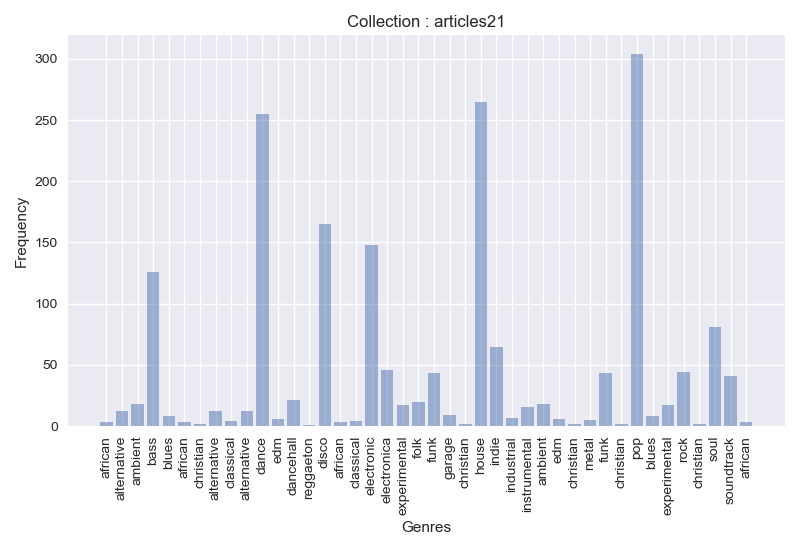 Collection : articles21
Frequency
300
250
200
150
100
50
0
african
alternative
ambient
bass
blues
african
christian
alternative
classical
alternative
dance
edm
dancehall
reggaeton
disco
african
classical
electronic
electronica
experimental
folk
funk
garage
christian
house
indie
industrial
instrumental
ambient
edm
christian
metal
funk
christian
pop
blues
experimental
rock
christian
soul
soundtrack
african
Genres